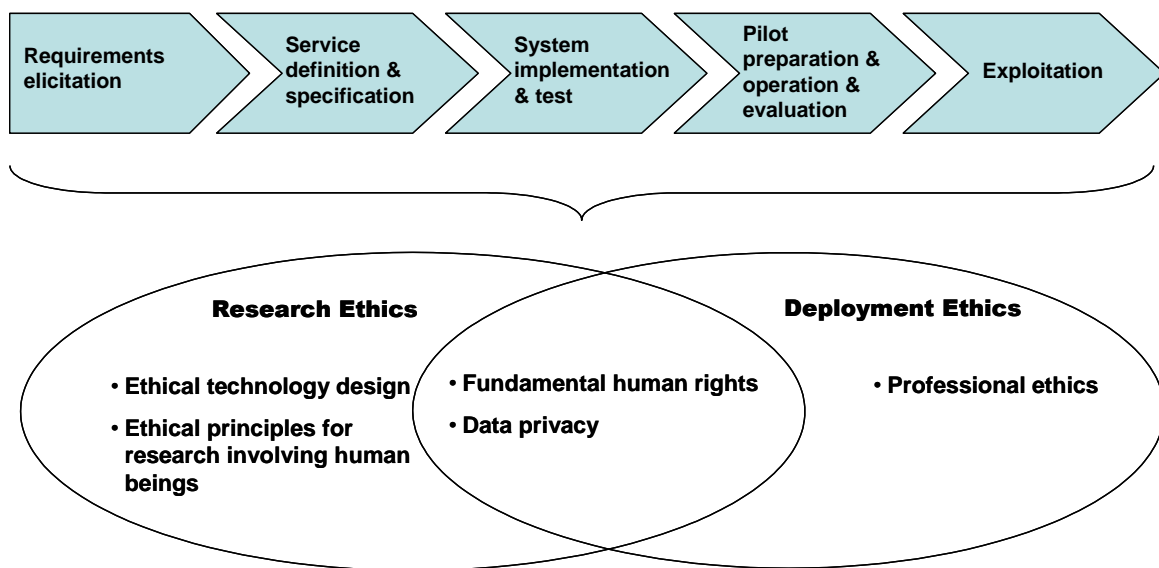 Requirements
elicitation
Service
definition &
specification
System
implementation
& test
Pilot
preparation &
operation &
evaluation
Exploitation
Research Ethics
• Ethical technology design
• Ethical principles for
research involving human
beings
• Fundamental human rights
• Data privacy
Deployment Ethics
• Professional ethics